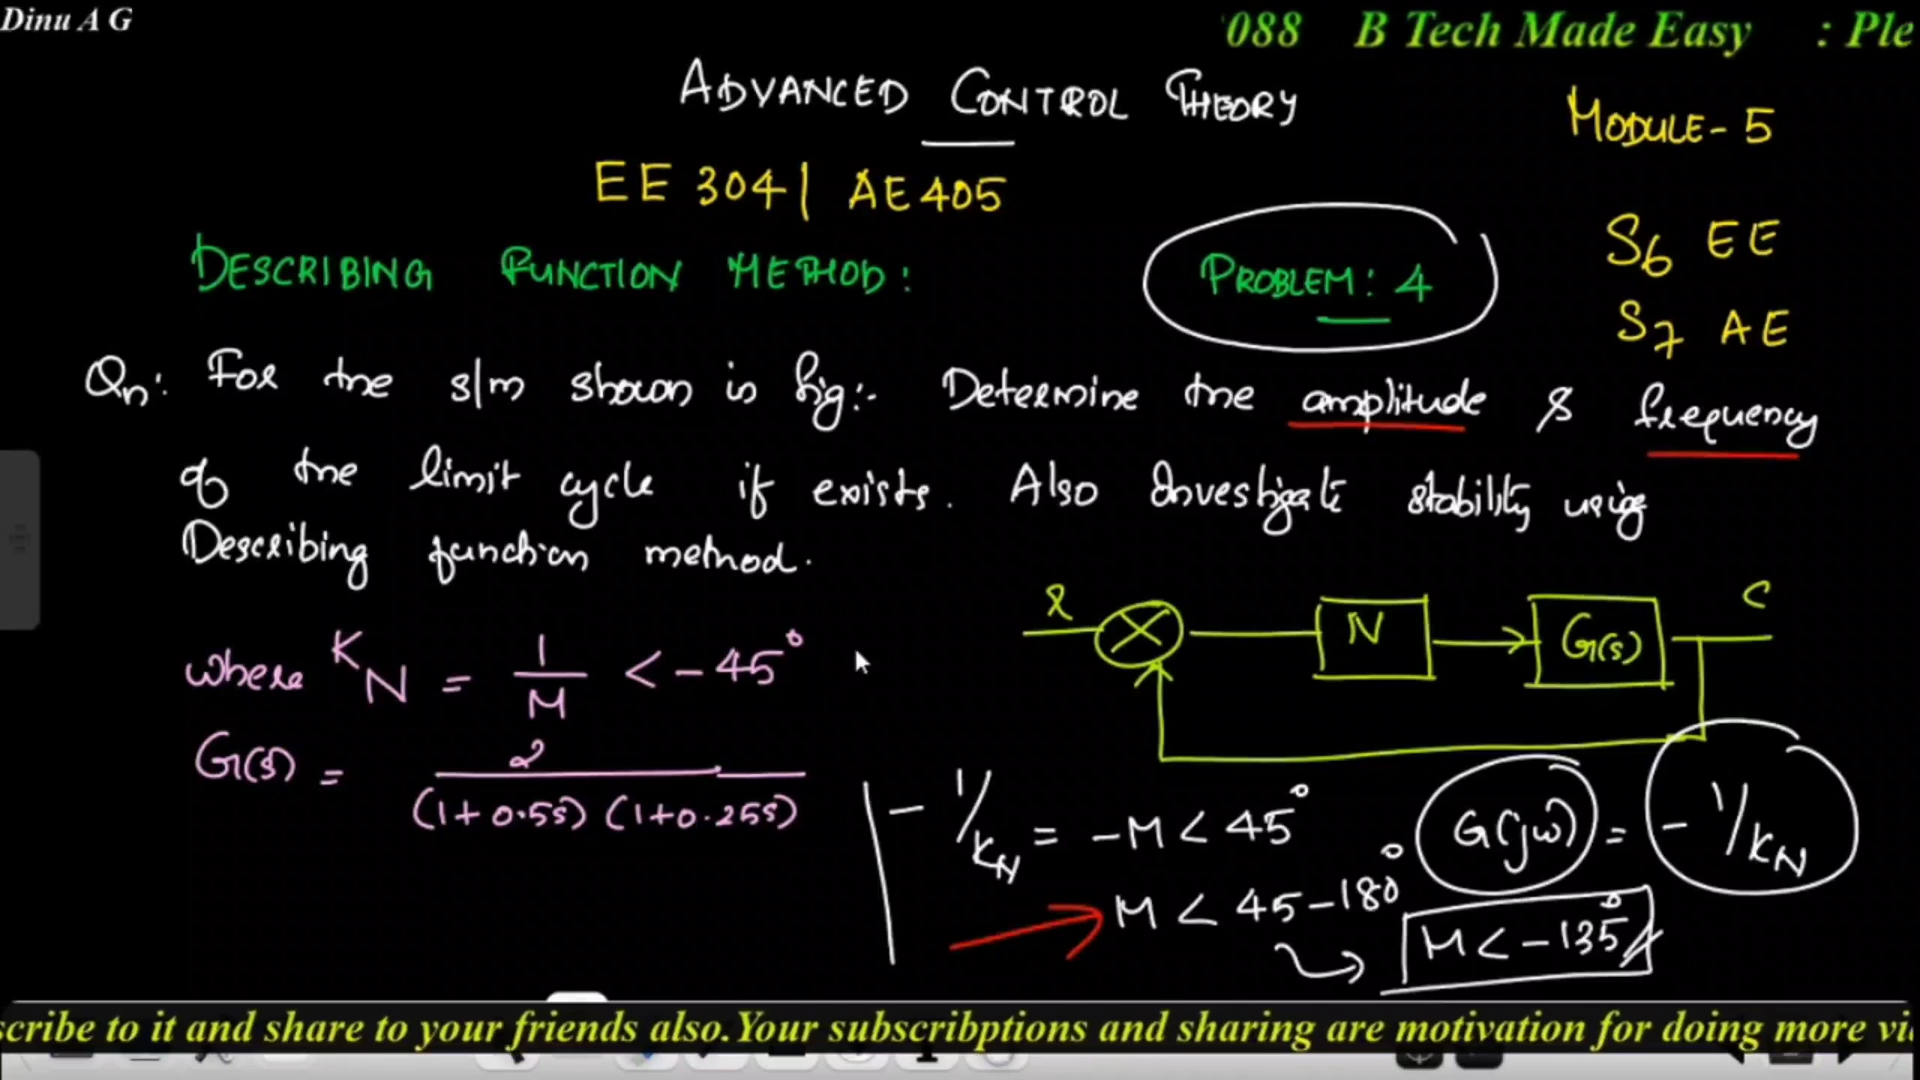 Dinu A G
'088 B Tech Made Easy : Ple
ADVANCED CONTROL THEORY
MODULE - 5
EE 304 | AE 405
S6 EE
DESCRIBING FUNCTION METHOD :
PROBLEM : 4
S7 AE
Qn: For the s/m shown in fig:- Determine the amplitude & frequency
of the limit cycle if exists. Also Investigate stability using
Describing function method.
R
N
G(s)
C
where KN = 1/M < -45°
G(s) = 2 / (1+0.5s) (1+0.25s)
-1/KN = -M < 45°
G(jω) = -1/KN
M < 45-180°
M < -135°
scribe to it and share to your friends also.Your subscribptions and sharing are motivation for doing more vi